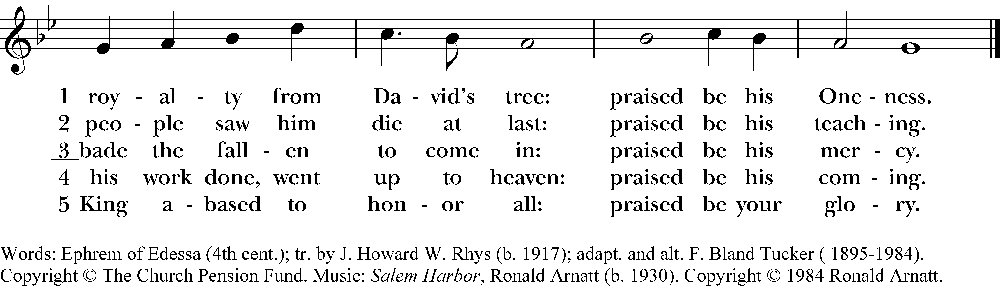 1 roy - al - ty from Da - vid’s tree: praised be his One - ness.
2 peo - ple saw him die at last: praised be his teach - ing.
3 bade the fall - en to come in: praised be his mer - cy.
4 his work done, went up to heaven: praised be his com - ing.
5 King a - based to hon - or all: praised be your glo - ry.
Words: Ephrem of Edessa (4th cent.); tr. by J. Howard W. Rhys (b. 1917); adapt. and alt. F. Bland Tucker ( 1895-1984).
Copyright © The Church Pension Fund. Music: Salem Harbor, Ronald Arnatt (b. 1930). Copyright © 1984 Ronald Arnatt.